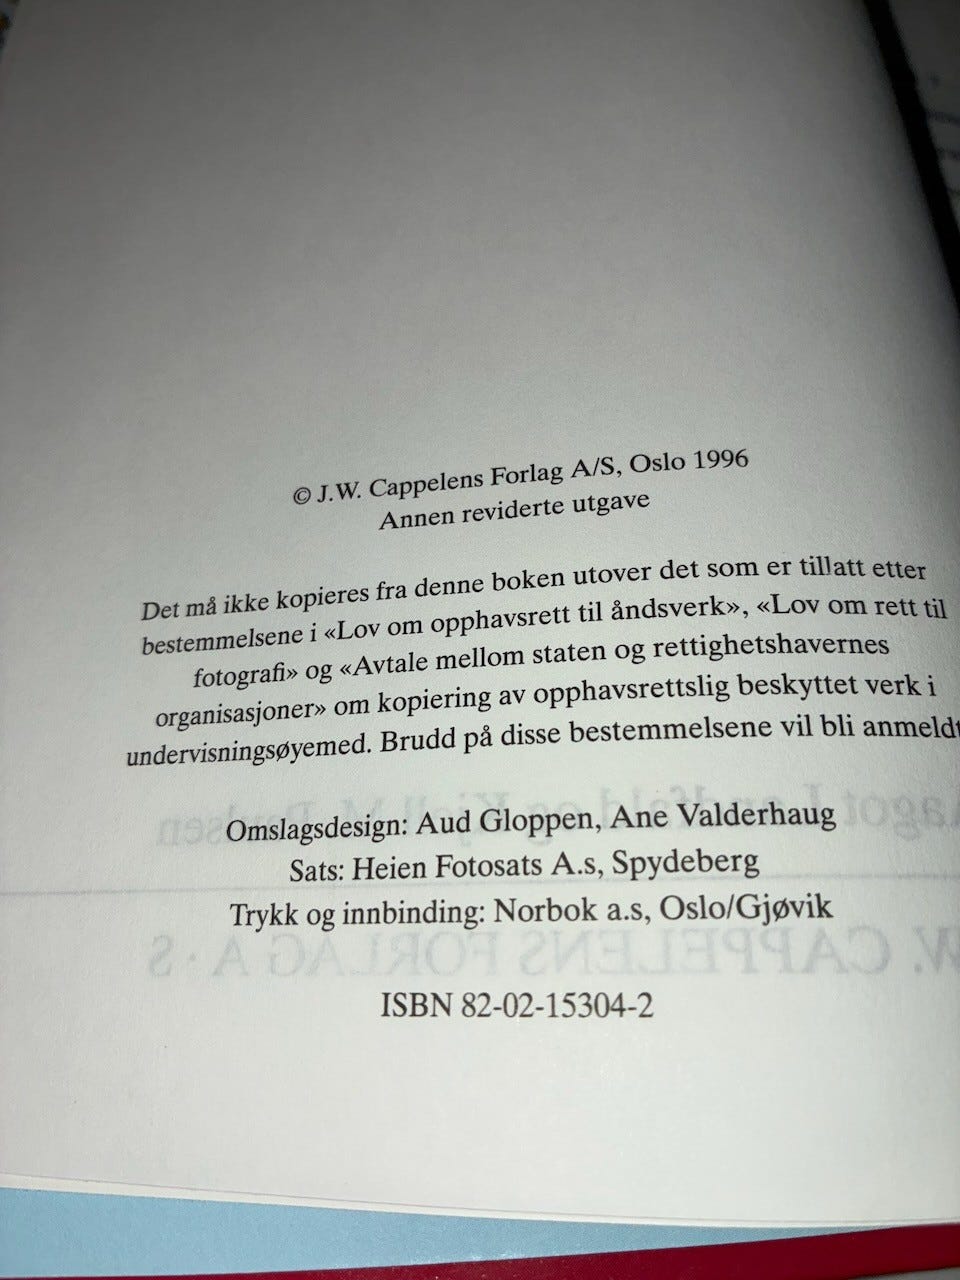 © J.W. Cappelens Forlag A/S, Oslo 1996
Annen reviderte utgave
Det må ikke kopieres fra denne boken utover det som er tillatt etter
bestemmelsene i «Lov om opphavsrett til åndsverk», «Lov om rett til
fotografi» og «Avtale mellom staten og rettighetshavernes
organisasjoner» om kopiering av opphavsrettslig beskyttet verk i
undervisningsøyemed. Brudd på disse bestemmelsene vil bli anmeldt
Omslagsdesign: Aud Gloppen, Ane Valderhaug
Sats: Heien Fotosats A.s, Spydeberg
Trykk og innbinding: Norbok a.s, Oslo/Gjøvik
W. CAPPELENS FORLAG A·S
ISBN 82-02-15304-2